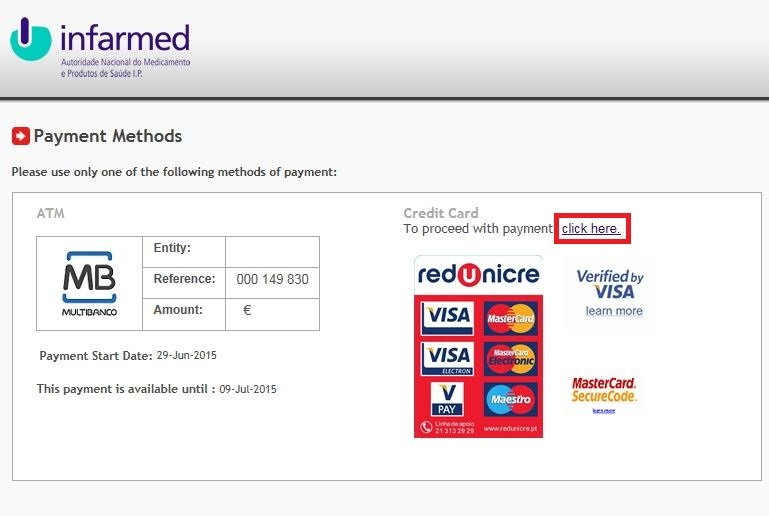 infarmed
Autoridade Nacional do Medicamento
e Produtos de Saúde I.P.
Payment Methods
Please use only one of the following methods of payment:
ATM
MB
MULTIBANCO
Entity:
Reference: 000 149 830
Amount: €
Payment Start Date: 29-Jun-2015
This payment is available until : 09-Jul-2015
Credit Card
To proceed with payment click here.
redunicre
VISA
MasterCard
VISA
ELECTRON
MasterCard
Electronic
V
PAY
Maestro
Linha de apoio
21 313 29 29
www.redunicre.pt
Verified by
VISA
learn more
MasterCard.
SecureCode.
learn more